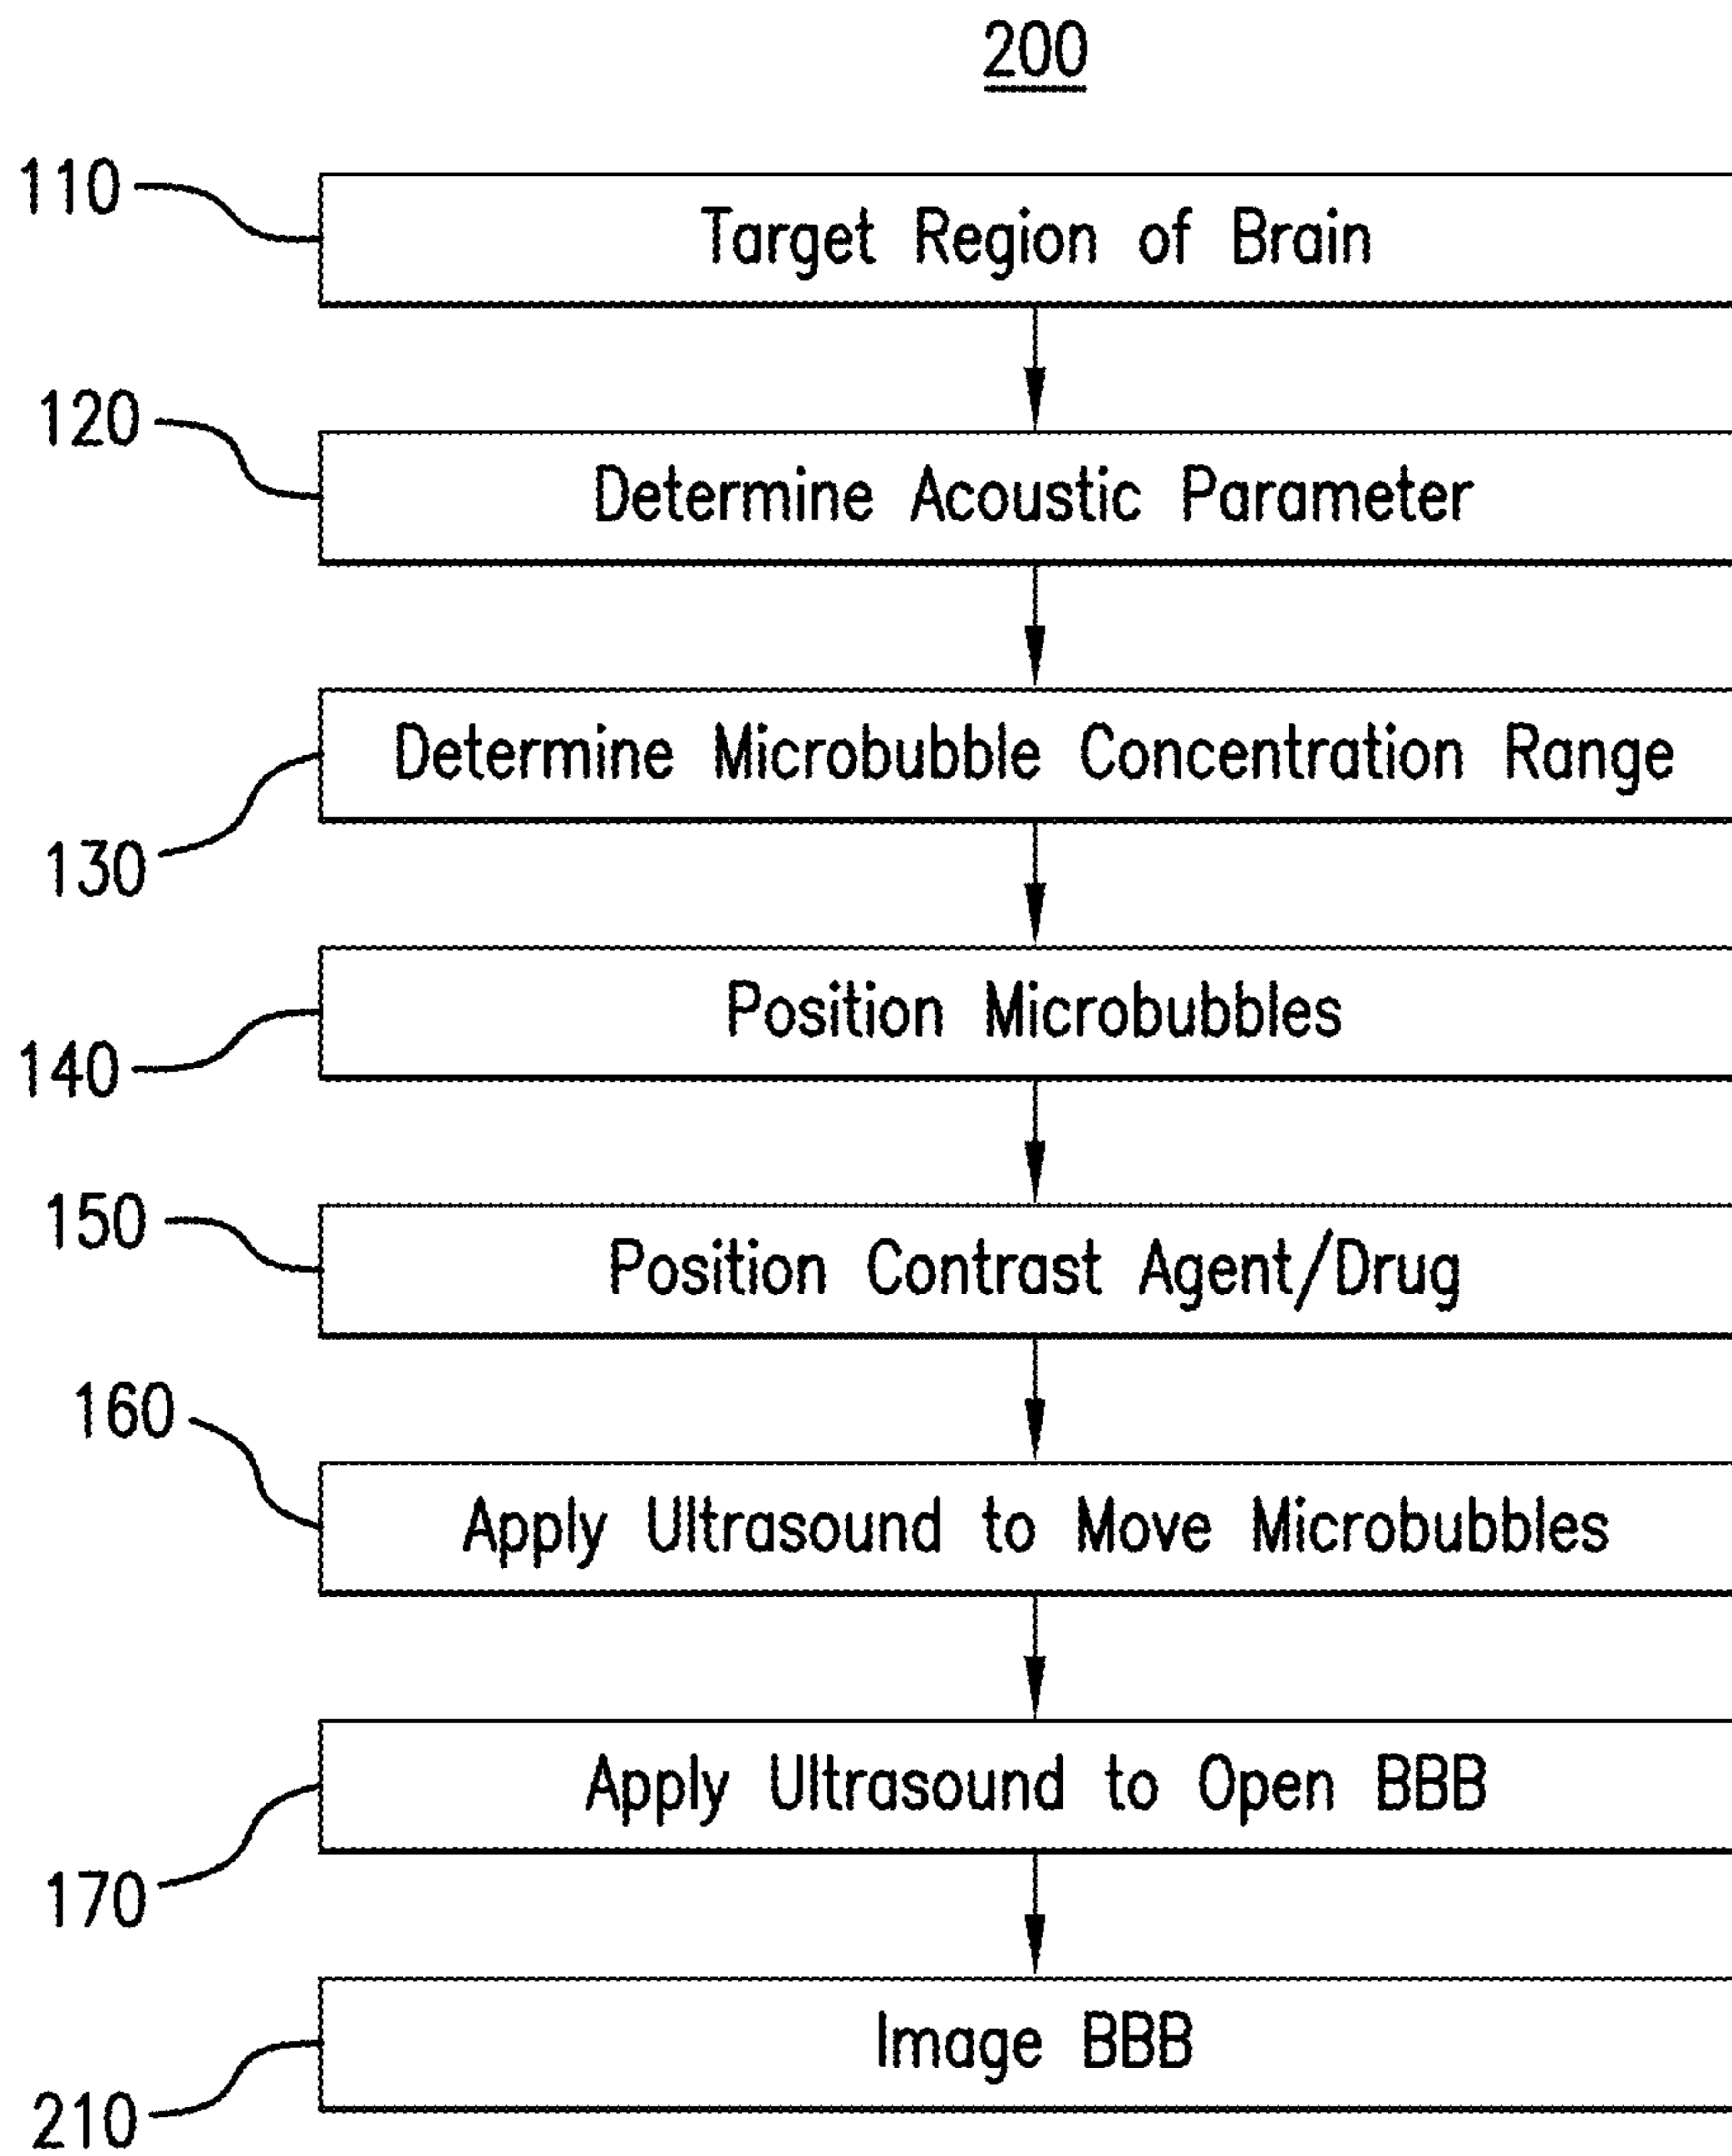 200
110
Target Region of Brain
120
Determine Acoustic Parameter
Determine Microbubble Concentration Range
130
Position Microbubbles
140
150
Position Contrast Agent/Drug
160
Apply Ultrasound to Move Microbubbles
Apply Ultrasound to Open BBB
170
Image BBB
210